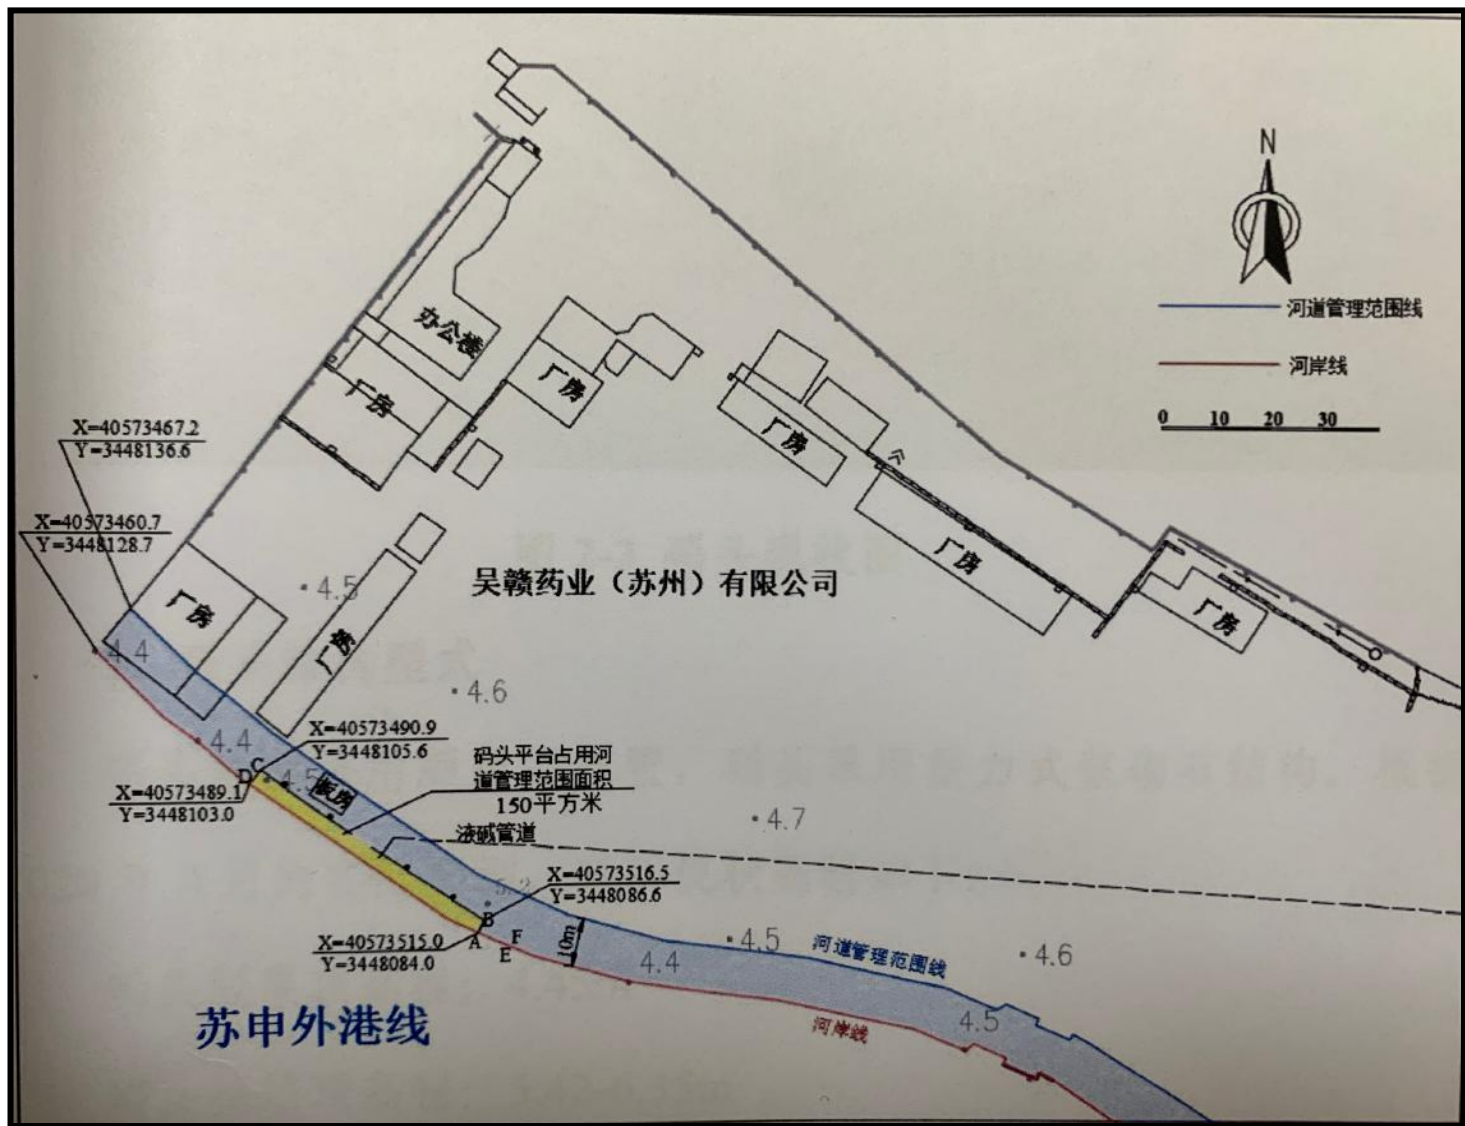 N
河道管理范围线
河岸线
0 10 20 30
办公楼
厂房
厂房
厂房
厂房
厂房
X=40573467.2
Y=3448136.6
X=40573460.7
Y=3448128.7
4.5
吴赣药业（苏州）有限公司
厂房
厂房
4.4
4.6
4.4
X=40573490.9
Y=3448105.6
C
D
4.5
板房
码头平台占用河
道管理范围面积
150平方米
X=40573489.1
Y=3448103.0
液碱管道
4.7
X=40573516.5
Y=3448086.6
5.2
B
A
F
E
10m
X=40573515.0
Y=3448084.0
4.4
4.5
河道管理范围线
4.6
苏申外港线
河岸线
4.5